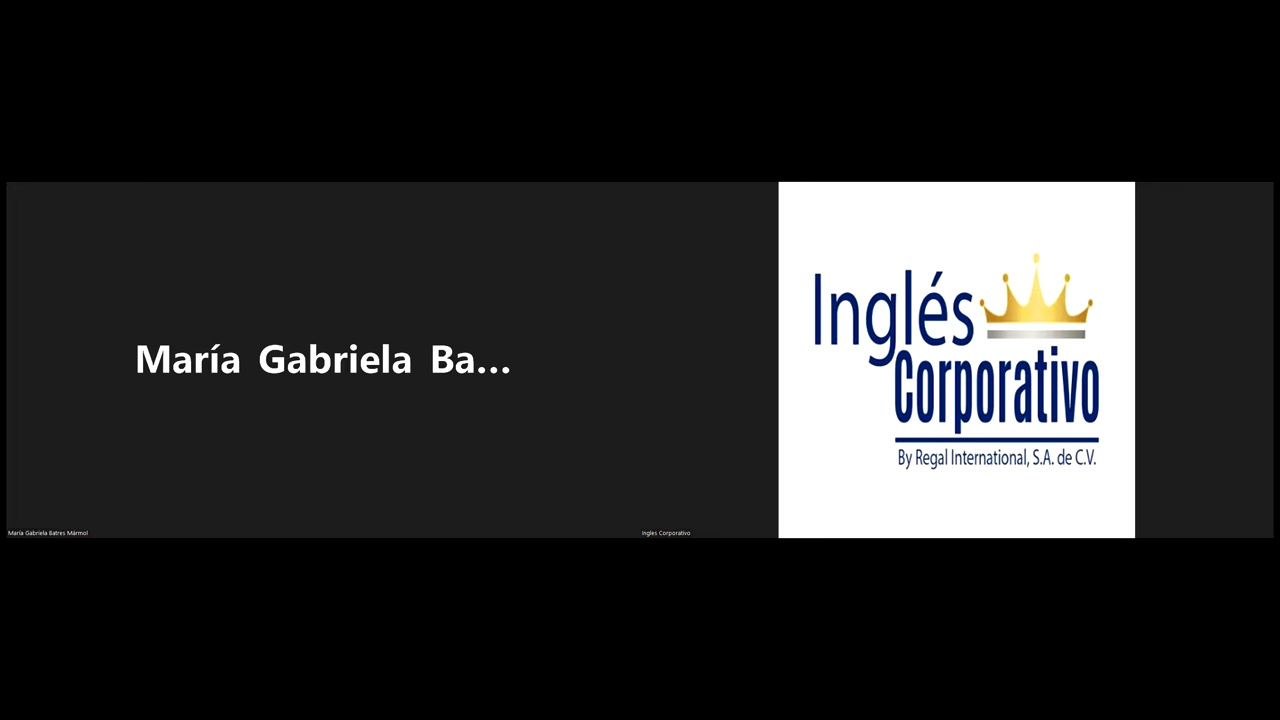 María Gabriela Ba...
Inglés
Corporativo
By Regal International, S.A. de C.V.
María Gabriela Batres Mármol
Ingles Corporativo